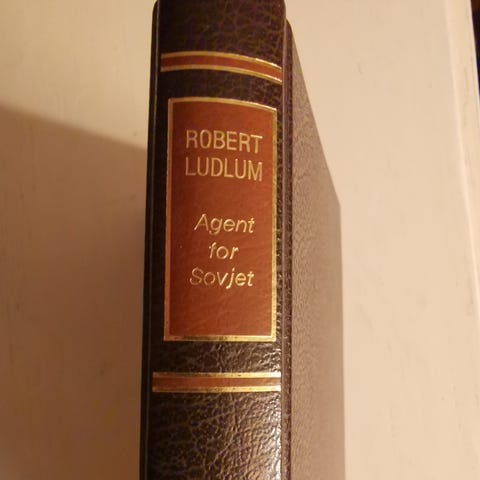 ROBERT
LUDLUM
Agent
for
Sovjet